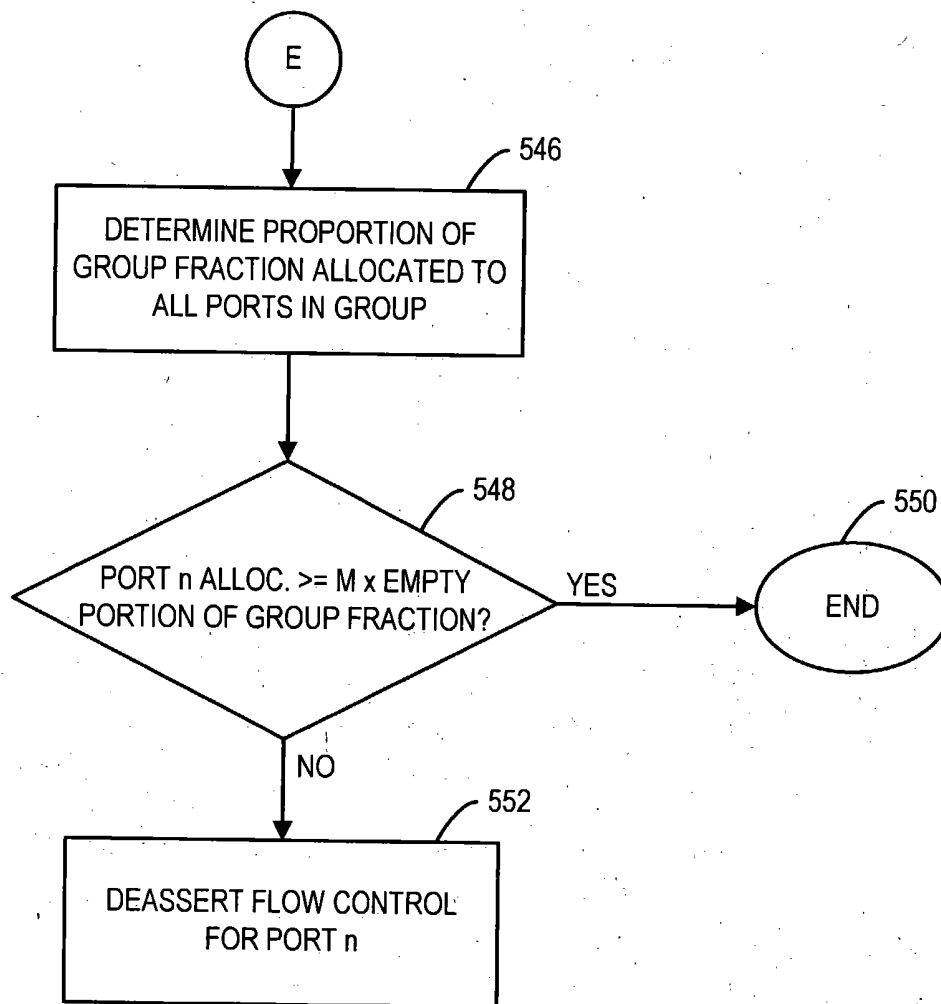 E
546
DETERMINE PROPORTION OF
GROUP FRACTION ALLOCATED TO
ALL PORTS IN GROUP
548
PORT n ALLOC. >= M x EMPTY
PORTION OF GROUP FRACTION?
YES
550
END
NO
552
DEASSERT FLOW CONTROL
FOR PORT n